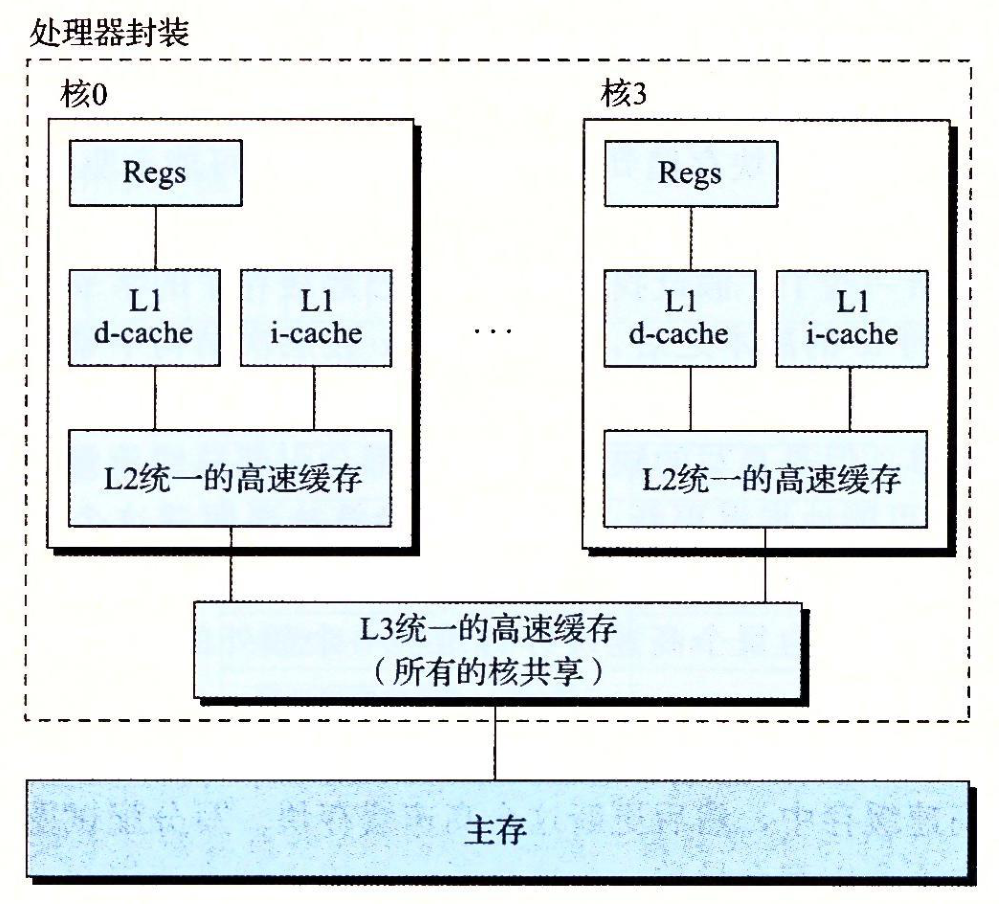 处理器封装
核0
核3
Regs
Regs
L1
d-cache
L1
i-cache
...
L1
d-cache
L1
i-cache
L2统一的高速缓存
L2统一的高速缓存
L3统一的高速缓存
（所有的核共享）
主存